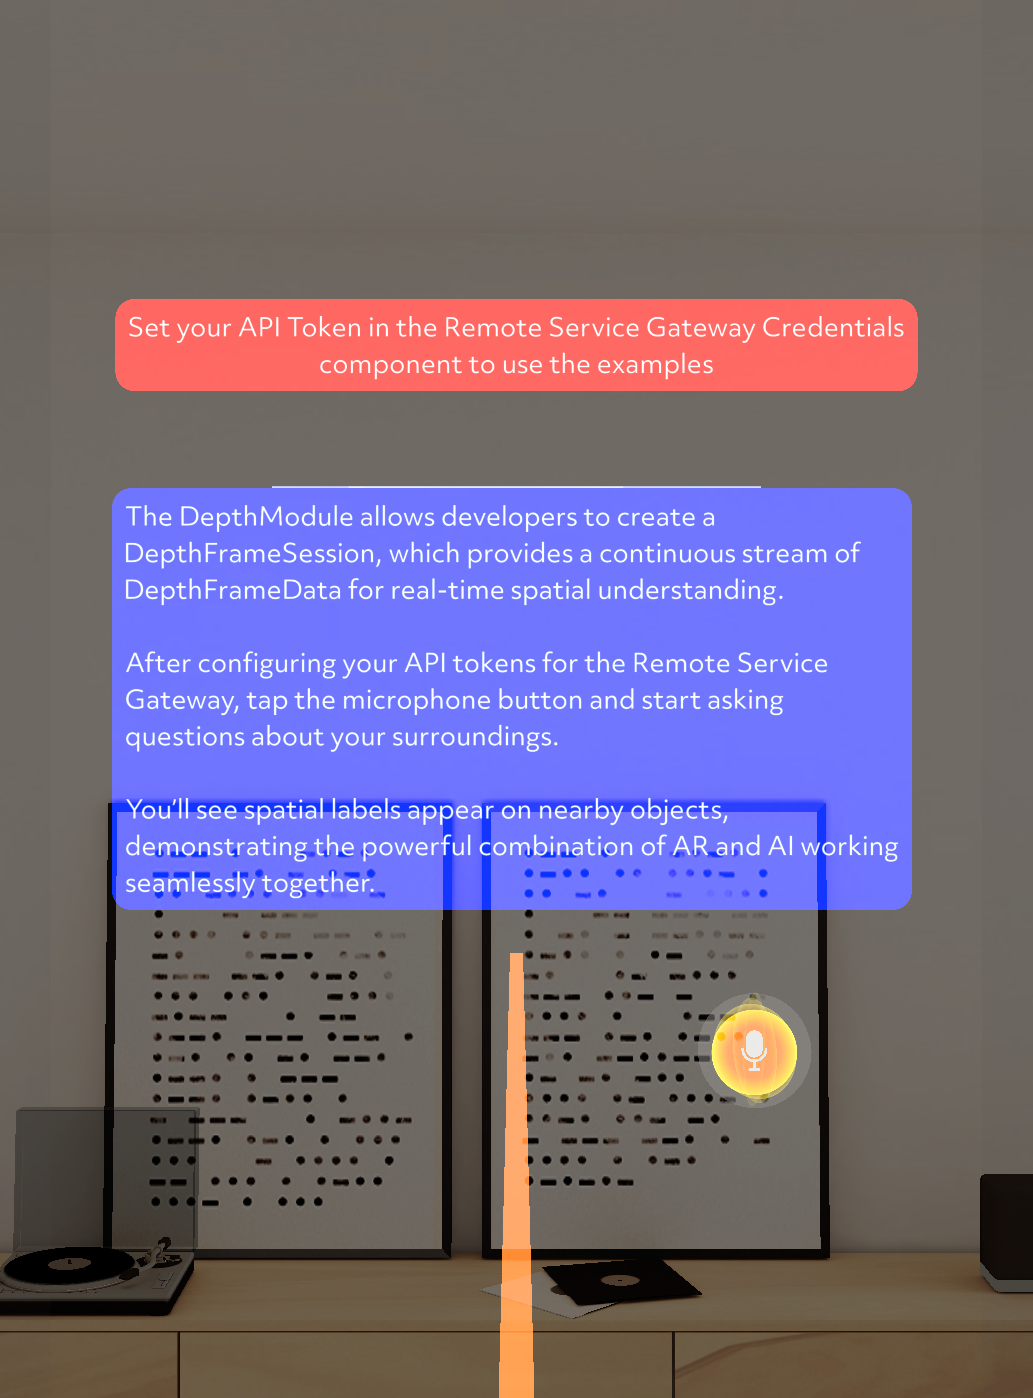 Set your API Token in the Remote Service Gateway Credentials
component to use the examples
The DepthModule allows developers to create a
DepthFrameSession, which provides a continuous stream of
DepthFrameData for real-time spatial understanding.
After configuring your API tokens for the Remote Service
Gateway, tap the microphone button and start asking
questions about your surroundings.
You’ll see spatial labels appear on nearby objects,
demonstrating the powerful combination of AR and AI working
seamlessly together.